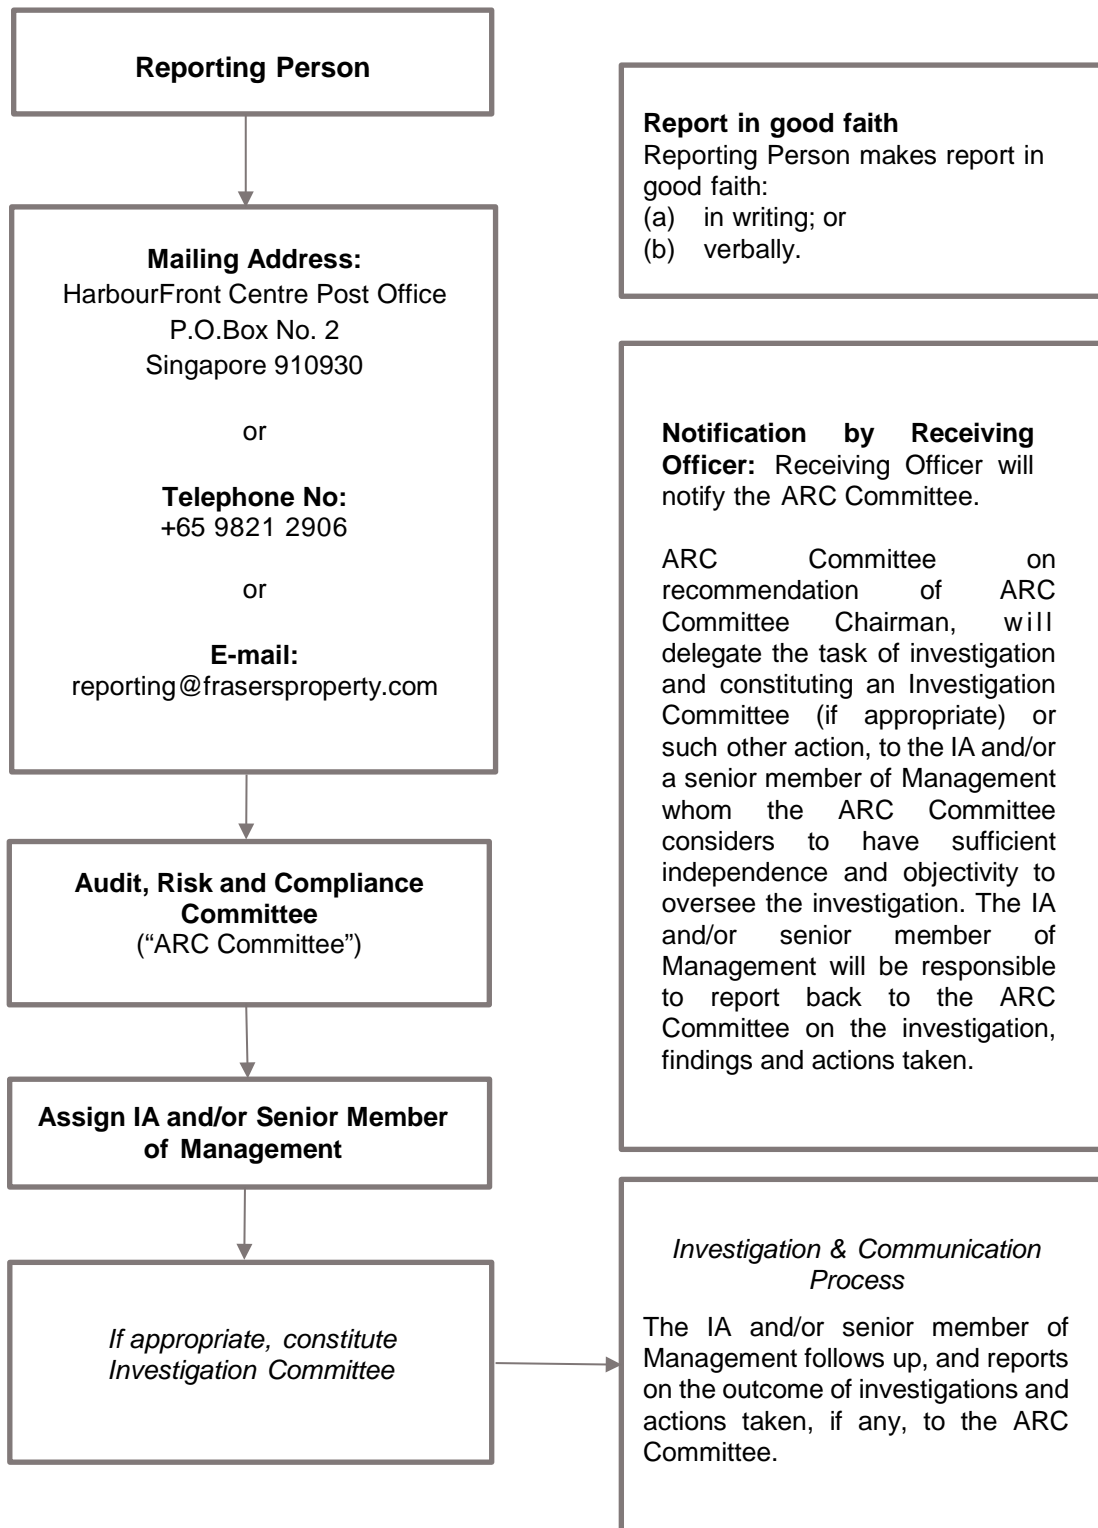 Reporting Person
Report in good faith
Reporting Person makes report in
good faith:
(a) in writing; or
(b) verbally.
Mailing Address:
HarbourFront Centre Post Office
P.O.Box No. 2
Singapore 910930
or
Telephone No:
+65 9821 2906
or
E-mail:
reporting@frasersproperty.com
Notification by Receiving
Officer: Receiving Officer will
notify the ARC Committee.
ARC Committee on
recommendation of ARC
Committee Chairman, will
delegate the task of investigation
and constituting an Investigation
Committee (if appropriate) or
such other action, to the IA and/or
a senior member of Management
whom the ARC Committee
considers to have sufficient
independence and objectivity to
oversee the investigation. The IA
and/or senior member of
Management will be responsible
to report back to the ARC
Committee on the investigation,
findings and actions taken.
Audit, Risk and Compliance
Committee
(“ARC Committee”)
Assign IA and/or Senior Member
of Management
If appropriate, constitute
Investigation Committee
Investigation & Communication
Process
The IA and/or senior member of
Management follows up, and reports
on the outcome of investigations and
actions taken, if any, to the ARC
Committee.